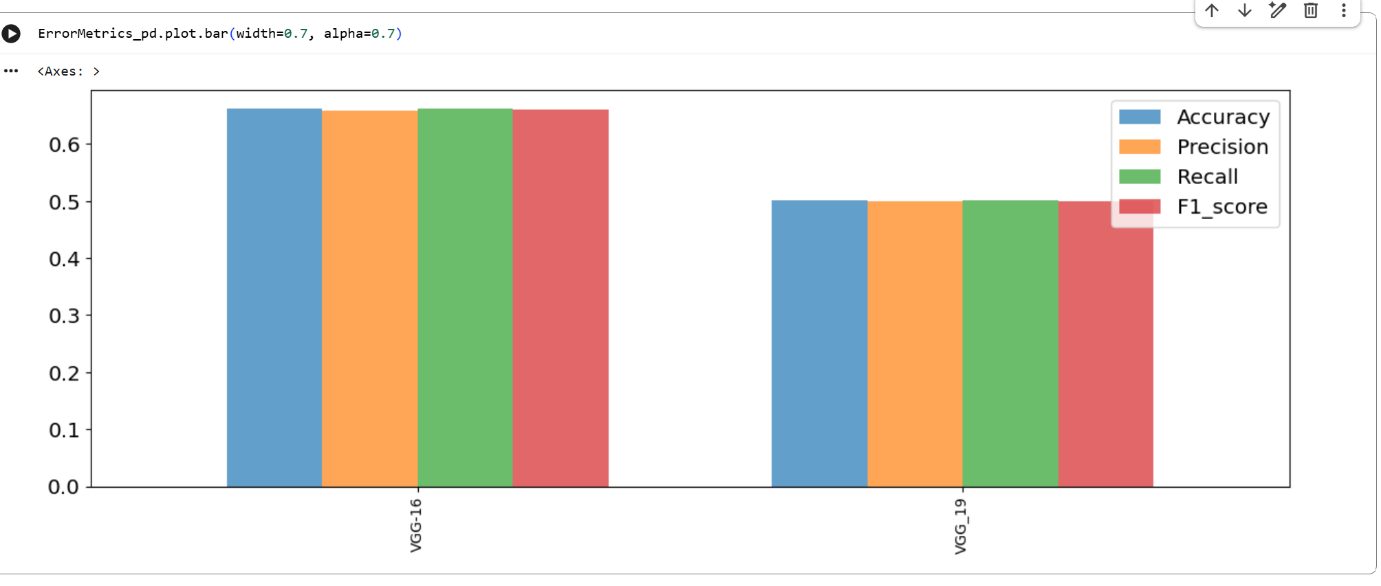 ErrorMetrics_pd.plot.bar(width=0.7, alpha=0.7)
<Axes: >
Accuracy
Precision
Recall
F1_score
0.6
0.5
0.4
0.3
0.2
0.1
0.0
VGG-16
VGG_19